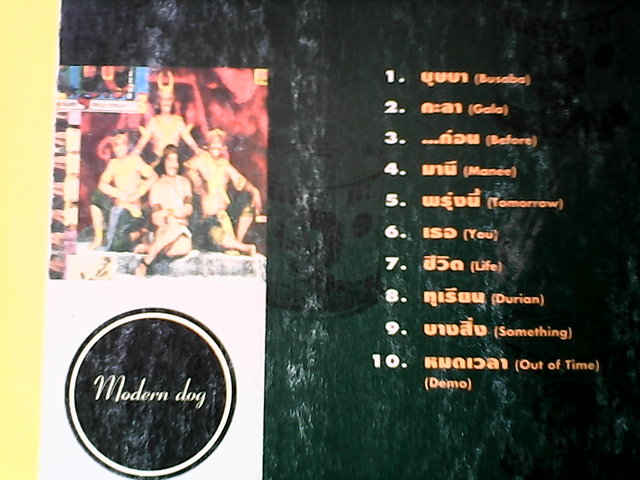 1. บุษบา (Busaba)
2. กะลา (Gala)
3. ...ก่อน (Before)
4. มานี (Manee)
5. พรุ่งนี้ (Tomorrow)
6. เธอ (You)
7. ชีวิต (Life)
8. ทุเรียน (Durian)
9. บางสิ่ง (Something)
10. หมดเวลา (Out of Time)
(Demo)
Modern dog